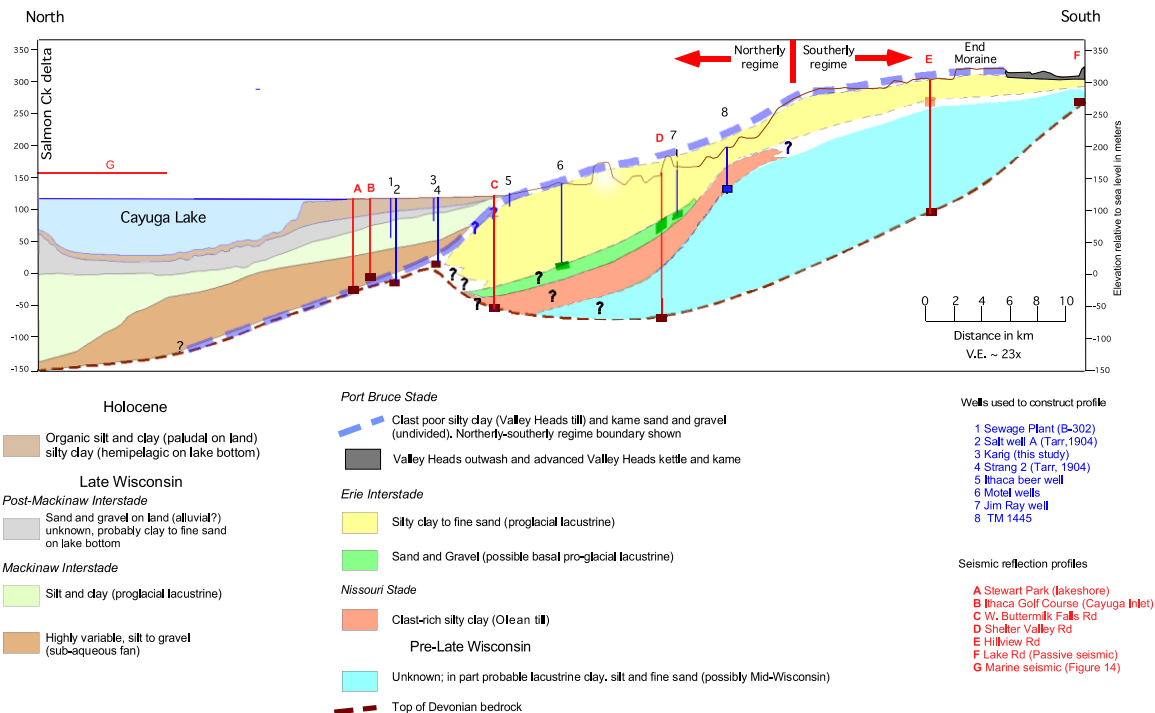 North
South
Salmon Ck delta
Northerly
regime
Southerly
regime
E
End
Moraine
F
350
300
250
200
150
100
50
0
-50
-100
-150
350
300
250
200
150
100
50
0
-50
-100
-150
Elevation relative to sea level in meters
G
A
B
1
2
3
4
C
5
6
D
7
8
Cayuga Lake
?
?
?
?
?
?
?
?
?
?
?
0 2 4 6 8 10
Distance in km
V.E. ~ 23x
Holocene
Organic silt and clay (paludal on land)
silty clay (hemipelagic on lake bottom)
Late Wisconsin
Post-Mackinaw Interstade
Sand and gravel on land (alluvial?)
unknown, probably clay to fine sand
on lake bottom
Mackinaw Interstade
Silt and clay (proglacial lacustrine)
Highly variable, silt to gravel
(sub-aqueous fan)
Port Bruce Stade
Clast poor silty clay (Valley Heads till) and kame sand and gravel
(undivided). Northerly-southerly regime boundary shown
Valley Heads outwash and advanced Valley Heads kettle and kame
Erie Interstade
Silty clay to fine sand (proglacial lacustrine)
Sand and Gravel (possible basal pro-glacial lacustrine)
Nissouri Stade
Clast-rich silty clay (Olean till)
Pre-Late Wisconsin
Unknown; in part probable lacustrine clay. silt and fine sand (possibly Mid-Wisconsin)
Top of Devonian bedrock
Wells used to construct profile
1 Sewage Plant (B-302)
2 Salt well A (Tarr,1904)
3 Karig (this study)
4 Strang 2 (Tarr, 1904)
5 Ithaca beer well
6 Motel wells
7 Jim Ray well
8 TM 1445
Seismic reflection profiles
A Stewart Park (lakeshore)
B Ithaca Golf Course (Cayuga Inlet)
C W. Buttermilk Falls Rd
D Shelter Valley Rd
E Hillview Rd
F Lake Rd (Passive seismic)
G Marine seismic (Figure 14)